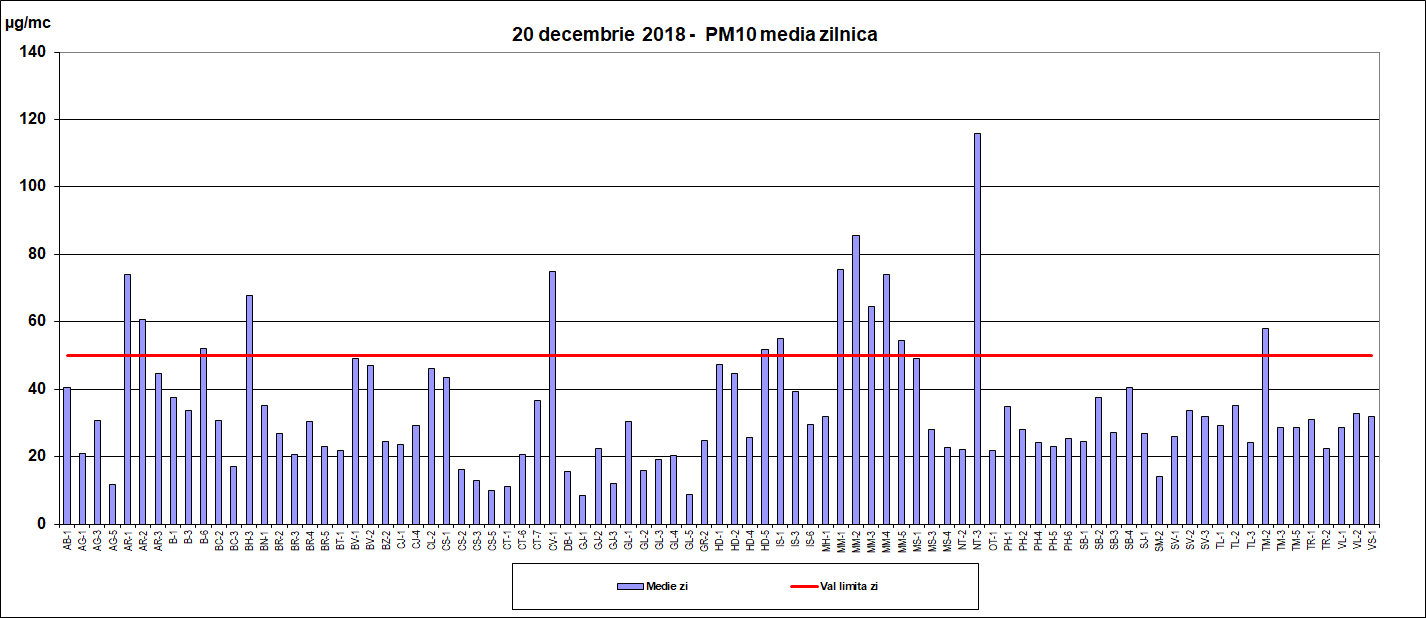 µg/mc
20 decembrie 2018 - PM10 media zilnica
140
120
100
80
60
40
20
0
AB-1 AG-1 AG-3 AG-5 AR-1 AR-2 AR-3 B-1 B-3 B-6 BC-2 BC-3 BH-3 BN-1 BR-2 BR-3 BR-4 BR-5 BT-1 BV-1 BV-2 BZ-2 CJ-1 CJ-4 CL-2 CS-1 CS-2 CS-3 CS-5 CT-1 CT-6 CT-7 CV-1 DB-1 GJ-1 GJ-2 GJ-3 GL-1 GL-2 GL-3 GL-4 GL-5 GR-2 HD-1 HD-2 HD-4 HD-5 IS-1 IS-3 IS-6 MH-1 MM-1 MM-2 MM-3 MM-4 MM-5 MS-1 MS-3 MS-4 NT-2 NT-3 OT-1 PH-1 PH-2 PH-4 PH-5 PH-6 SB-1 SB-2 SB-3 SB-4 SJ-1 SM-2 SV-1 SV-2 SV-3 TL-1 TL-2 TL-3 TM-2 TM-3 TM-5 TR-1 TR-2 VL-1 VL-2 VS-1
Medie zi Val limita zi